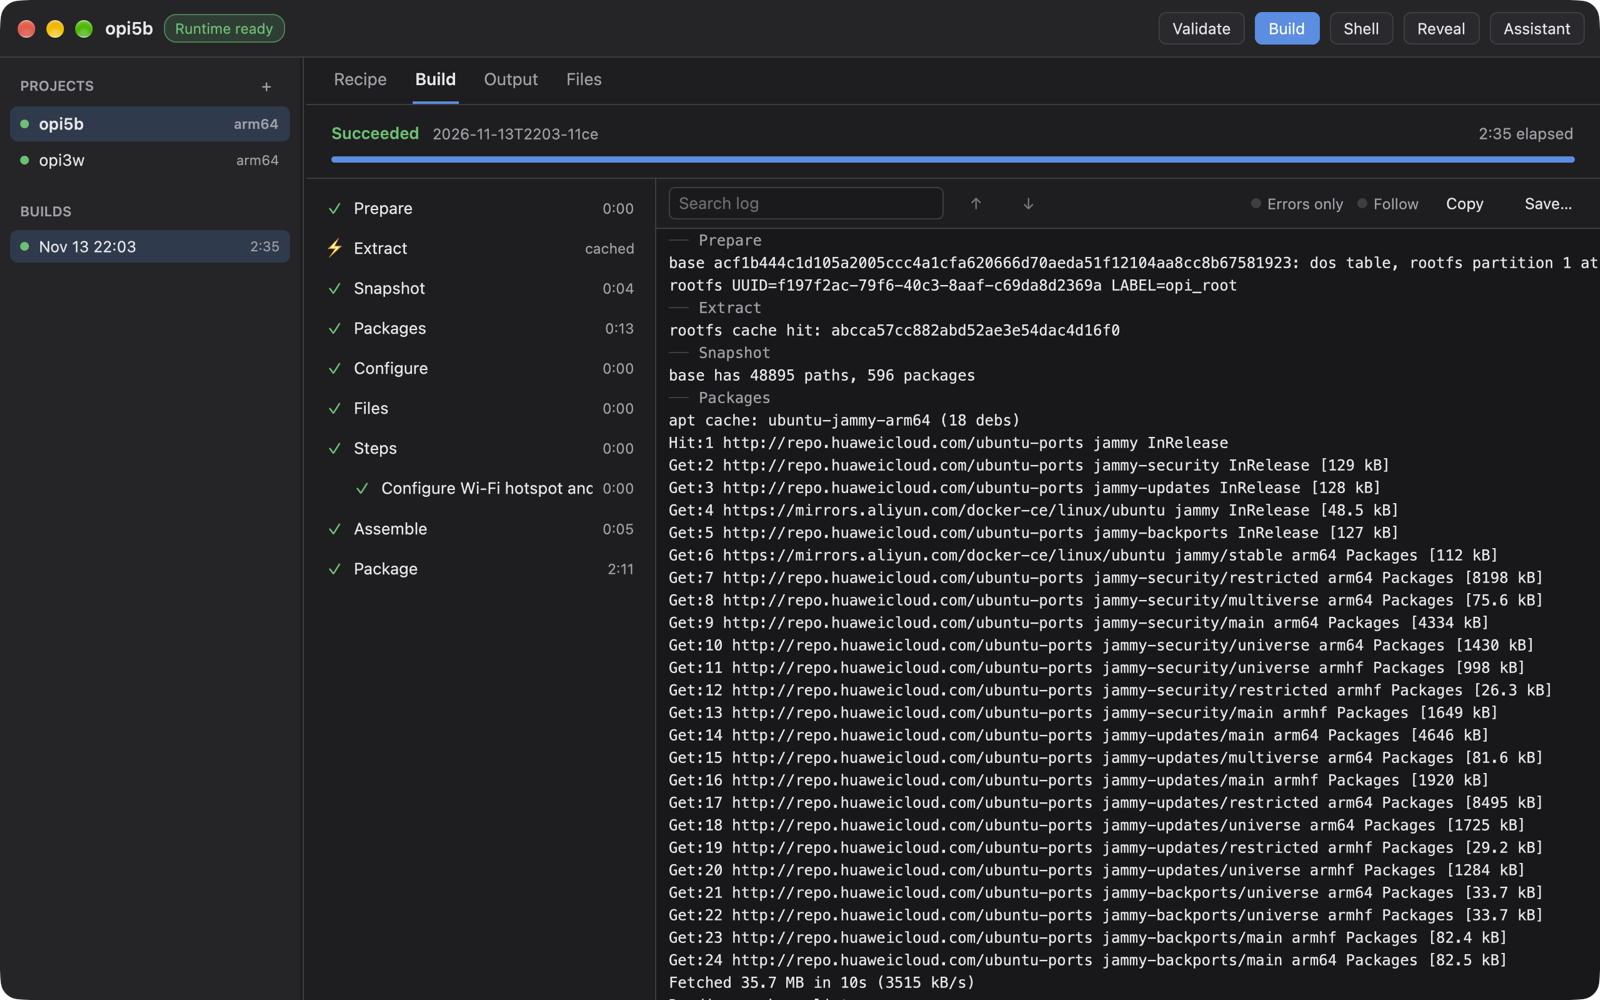 opi5b
Runtime ready
Validate
Build
Shell
Reveal
Assistant
PROJECTS
+
opi5b arm64
opi3w arm64
BUILDS
Nov 13 22:03 2:35
Recipe
Build
Output
Files
Succeeded 2026-11-13T2203-11ce
2:35 elapsed
Prepare 0:00
Extract cached
Snapshot 0:04
Packages 0:13
Configure 0:00
Files 0:00
Steps 0:00
Configure Wi-Fi hotspot and 0:00
Assemble 0:05
Package 2:11
Search log
↑
↓
Errors only
Follow
Copy
Save...
── Prepare
base acf1b444c1d105a2005ccc4a1cfa620666d70aeda51f12104aa8cc8b67581923: dos table, rootfs partition 1 at
rootfs UUID=f197f2ac-79f6-40c3-8aaf-c69da8d2369a LABEL=opi_root
── Extract
rootfs cache hit: abcca57cc882abd52ae3e54dac4d16f0
── Snapshot
base has 48895 paths, 596 packages
── Packages
apt cache: ubuntu-jammy-arm64 (18 debs)
Hit:1 http://repo.huaweicloud.com/ubuntu-ports jammy InRelease
Get:2 http://repo.huaweicloud.com/ubuntu-ports jammy-security InRelease [129 kB]
Get:3 http://repo.huaweicloud.com/ubuntu-ports jammy-updates InRelease [128 kB]
Get:4 https://mirrors.aliyun.com/docker-ce/linux/ubuntu jammy InRelease [48.5 kB]
Get:5 http://repo.huaweicloud.com/ubuntu-ports jammy-backports InRelease [127 kB]
Get:6 https://mirrors.aliyun.com/docker-ce/linux/ubuntu jammy/stable arm64 Packages [112 kB]
Get:7 http://repo.huaweicloud.com/ubuntu-ports jammy-security/restricted arm64 Packages [8198 kB]
Get:8 http://repo.huaweicloud.com/ubuntu-ports jammy-security/multiverse arm64 Packages [75.6 kB]
Get:9 http://repo.huaweicloud.com/ubuntu-ports jammy-security/main arm64 Packages [4334 kB]
Get:10 http://repo.huaweicloud.com/ubuntu-ports jammy-security/universe arm64 Packages [1430 kB]
Get:11 http://repo.huaweicloud.com/ubuntu-ports jammy-security/universe armhf Packages [998 kB]
Get:12 http://repo.huaweicloud.com/ubuntu-ports jammy-security/restricted armhf Packages [26.3 kB]
Get:13 http://repo.huaweicloud.com/ubuntu-ports jammy-security/main armhf Packages [1649 kB]
Get:14 http://repo.huaweicloud.com/ubuntu-ports jammy-updates/main arm64 Packages [4646 kB]
Get:15 http://repo.huaweicloud.com/ubuntu-ports jammy-updates/multiverse arm64 Packages [81.6 kB]
Get:16 http://repo.huaweicloud.com/ubuntu-ports jammy-updates/main armhf Packages [1920 kB]
Get:17 http://repo.huaweicloud.com/ubuntu-ports jammy-updates/restricted arm64 Packages [8495 kB]
Get:18 http://repo.huaweicloud.com/ubuntu-ports jammy-updates/universe arm64 Packages [1725 kB]
Get:19 http://repo.huaweicloud.com/ubuntu-ports jammy-updates/restricted armhf Packages [29.2 kB]
Get:20 http://repo.huaweicloud.com/ubuntu-ports jammy-updates/universe armhf Packages [1284 kB]
Get:21 http://repo.huaweicloud.com/ubuntu-ports jammy-backports/universe arm64 Packages [33.7 kB]
Get:22 http://repo.huaweicloud.com/ubuntu-ports jammy-backports/universe armhf Packages [33.7 kB]
Get:23 http://repo.huaweicloud.com/ubuntu-ports jammy-backports/main armhf Packages [82.4 kB]
Get:24 http://repo.huaweicloud.com/ubuntu-ports jammy-backports/main arm64 Packages [82.5 kB]
Fetched 35.7 MB in 10s (3515 kB/s)